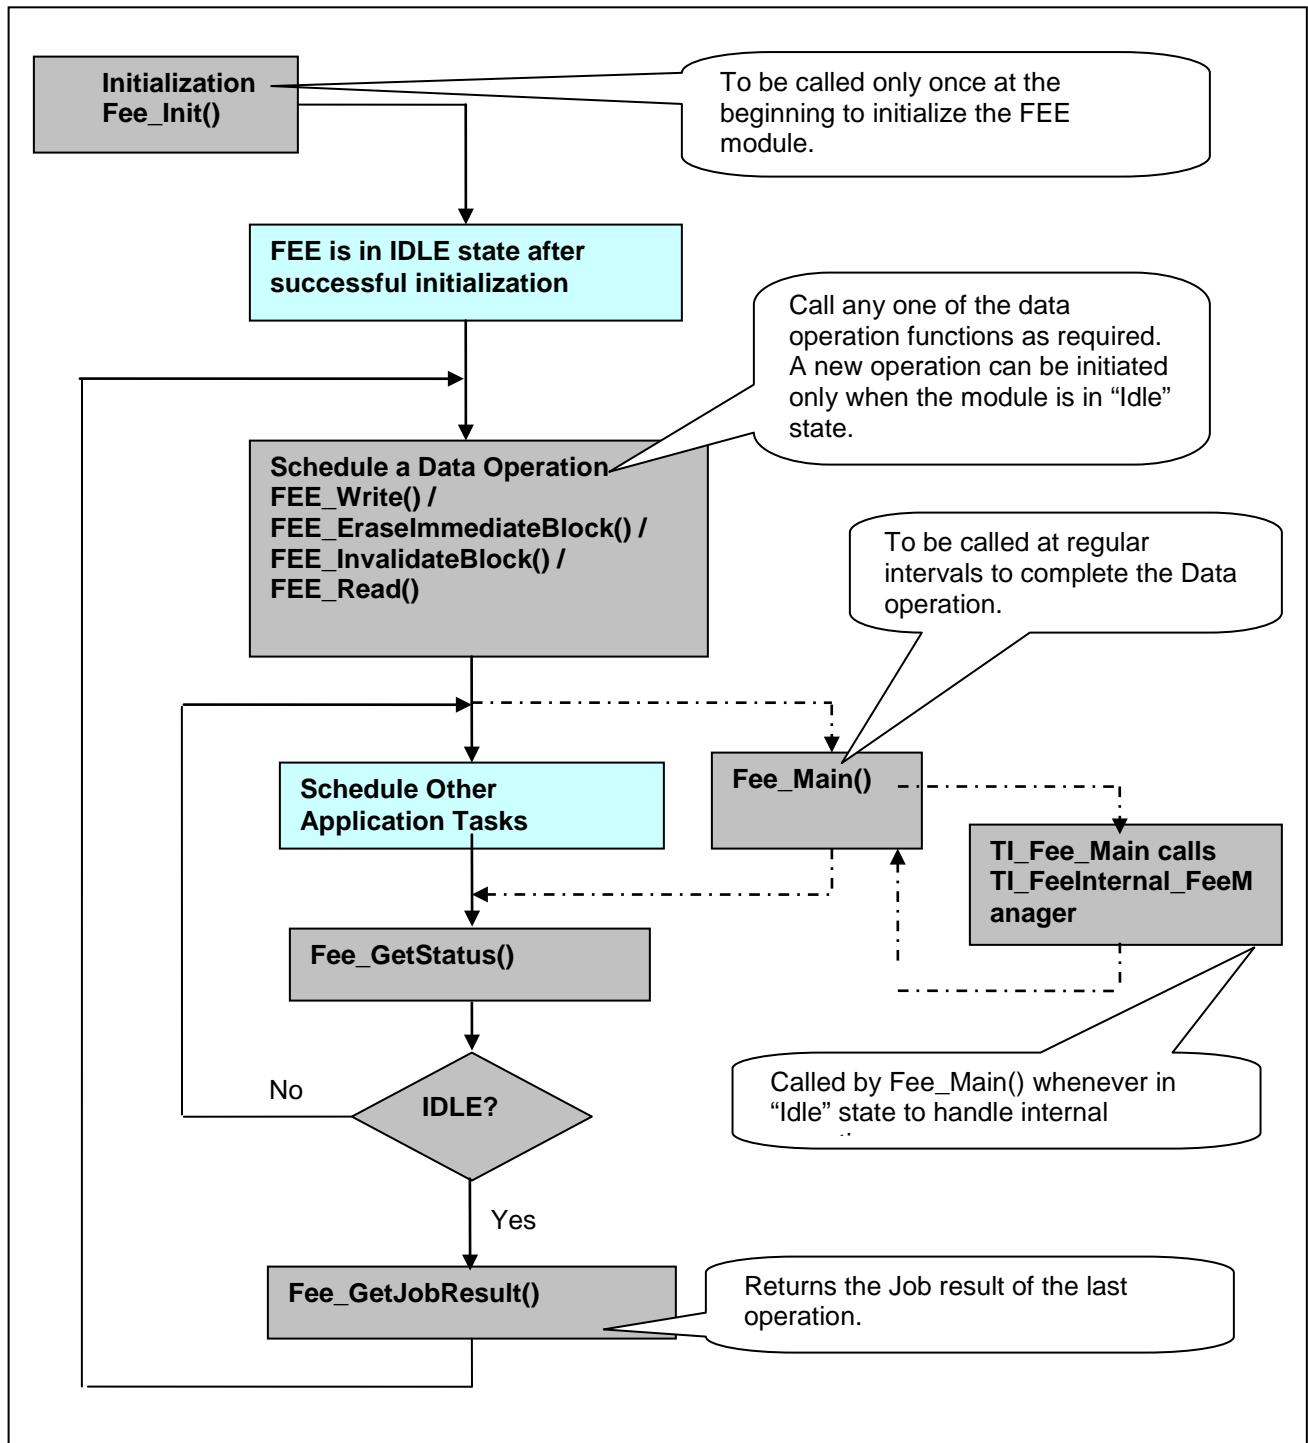 Initialization
Fee_Init()
To be called only once at the
beginning to initialize the FEE
module.
FEE is in IDLE state after
successful initialization
Call any one of the data
operation functions as required.
A new operation can be initiated
only when the module is in “Idle”
state.
Schedule a Data Operation
FEE_Write() /
FEE_EraseImmediateBlock() /
FEE_InvalidateBlock() /
FEE_Read()
To be called at regular
intervals to complete the Data
operation.
Schedule Other
Application Tasks
Fee_Main()
TI_Fee_Main calls
TI_FeeInternal_FeeM
anager
Fee_GetStatus()
Called by Fee_Main() whenever in
“Idle” state to handle internal
No
IDLE?
Yes
Fee_GetJobResult()
Returns the Job result of the last
operation.